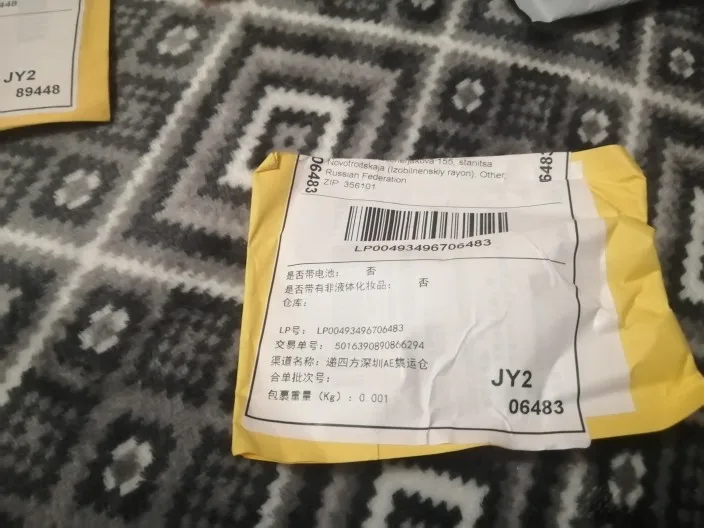 448
JY2
89448
06483
6483
155, stanitsa
Novotroitskaja (Izobilnenskiy rayon), Other,
Russian Federation
ZIP 356101
LP00493496706483
是否带电池： 否
是否带有非液体化妆品： 否
仓库：
LP号： LP00493496706483
交易单号： 5016390890866294
渠道名称：递四方深圳AE集运仓
合单批次号：
包裹重量（Kg）：0 001
JY2
06483